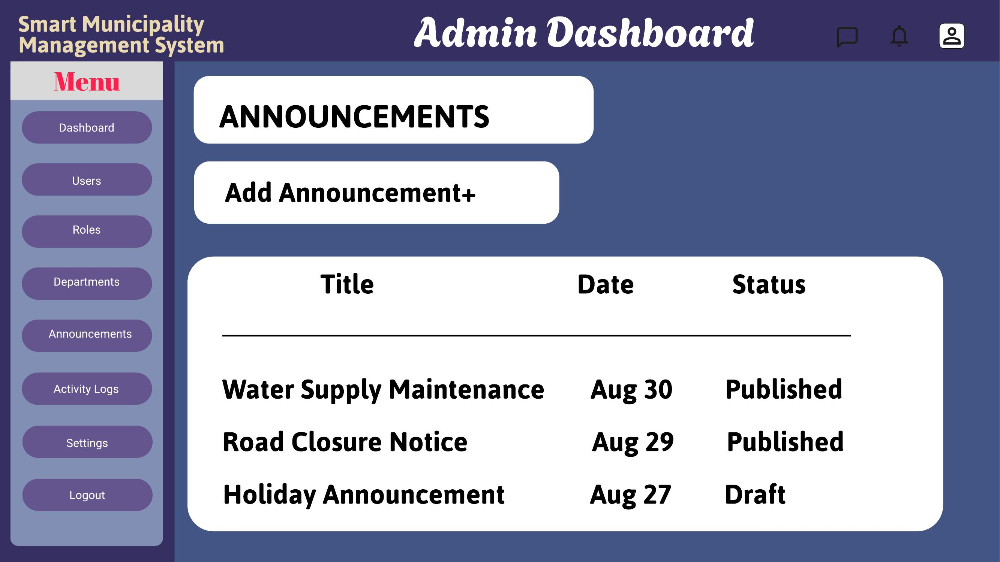 Smart Municipality
Management System
Admin Dashboard
Menu
Dashboard
Users
Roles
Departments
Announcements
Activity Logs
Settings
Logout
ANNOUNCEMENTS
Add Announcement+
Title Date Status
Water Supply Maintenance Aug 30 Published
Road Closure Notice Aug 29 Published
Holiday Announcement Aug 27 Draft